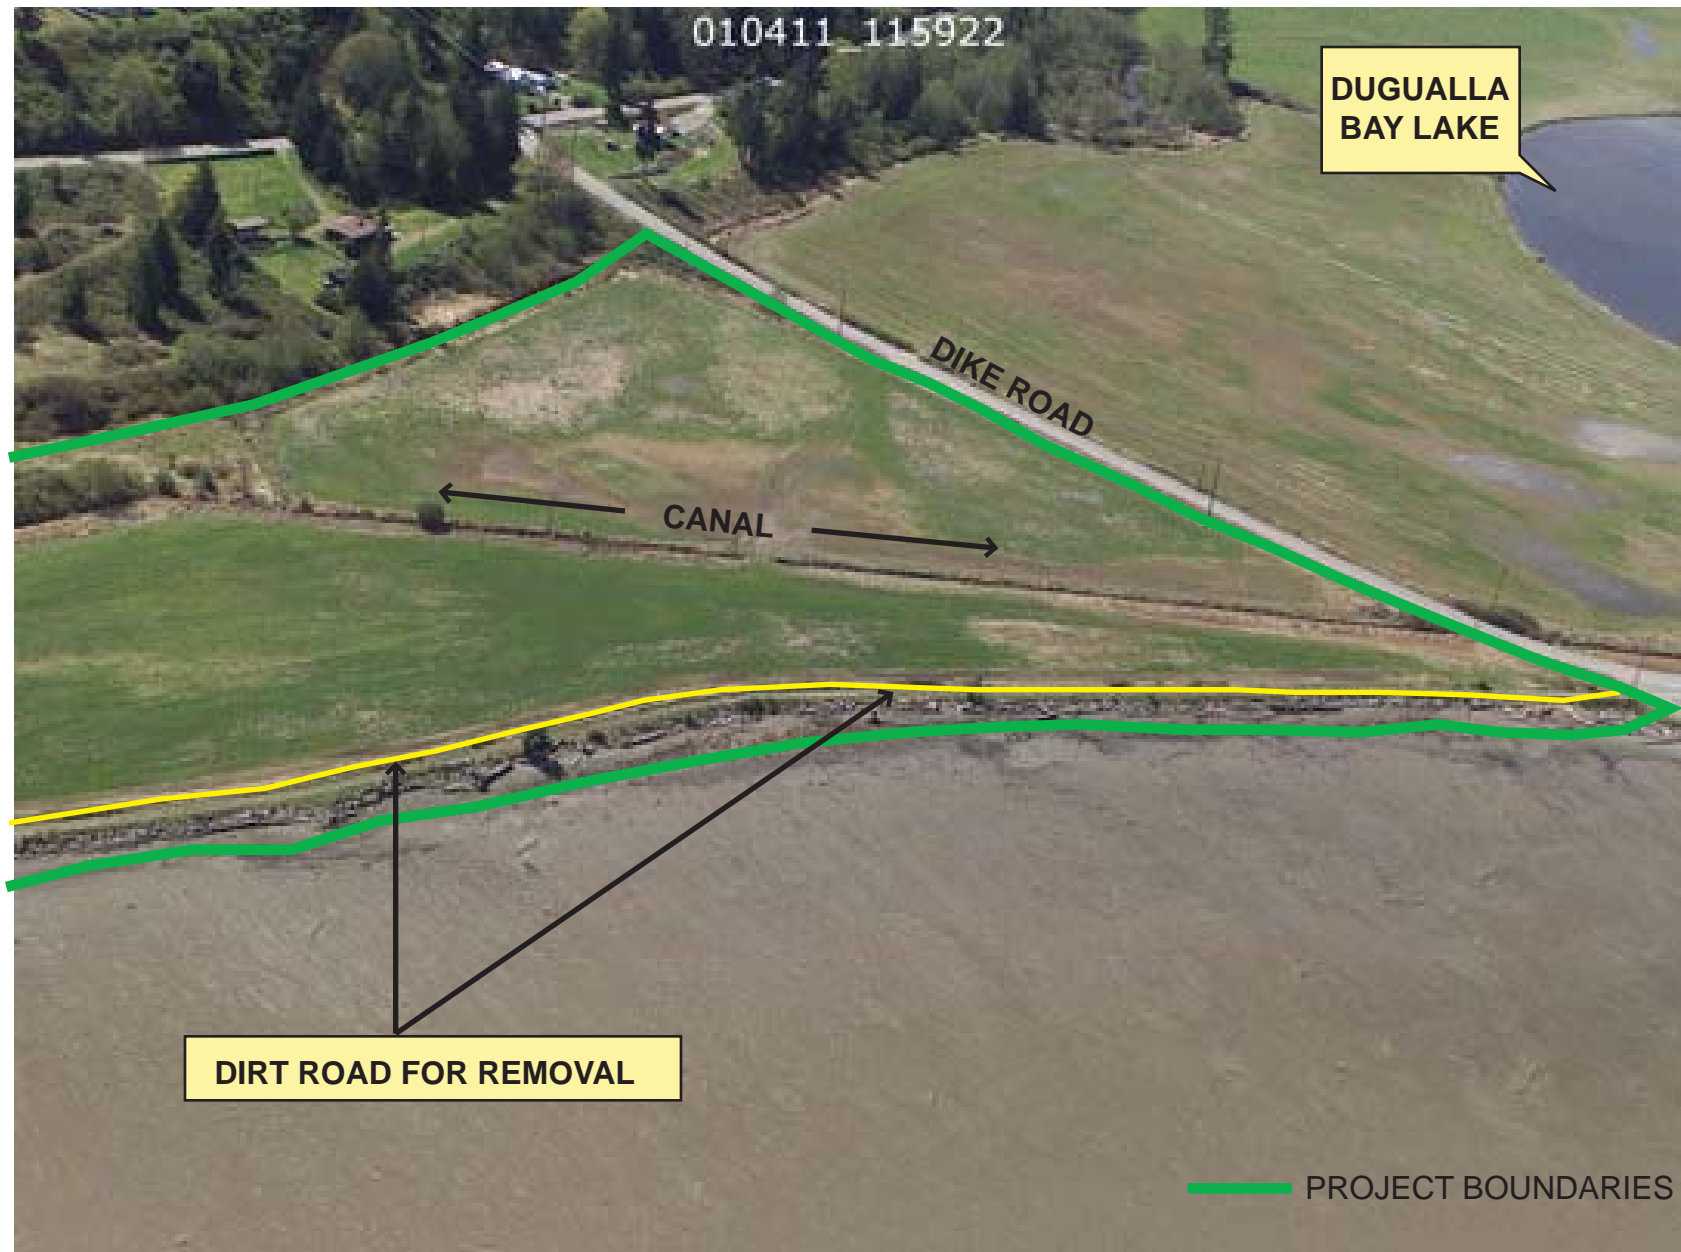 010411_115922
DUGUALLA
BAY LAKE
DIKE ROAD
CANAL
DIRT ROAD FOR REMOVAL
PROJECT BOUNDARIES